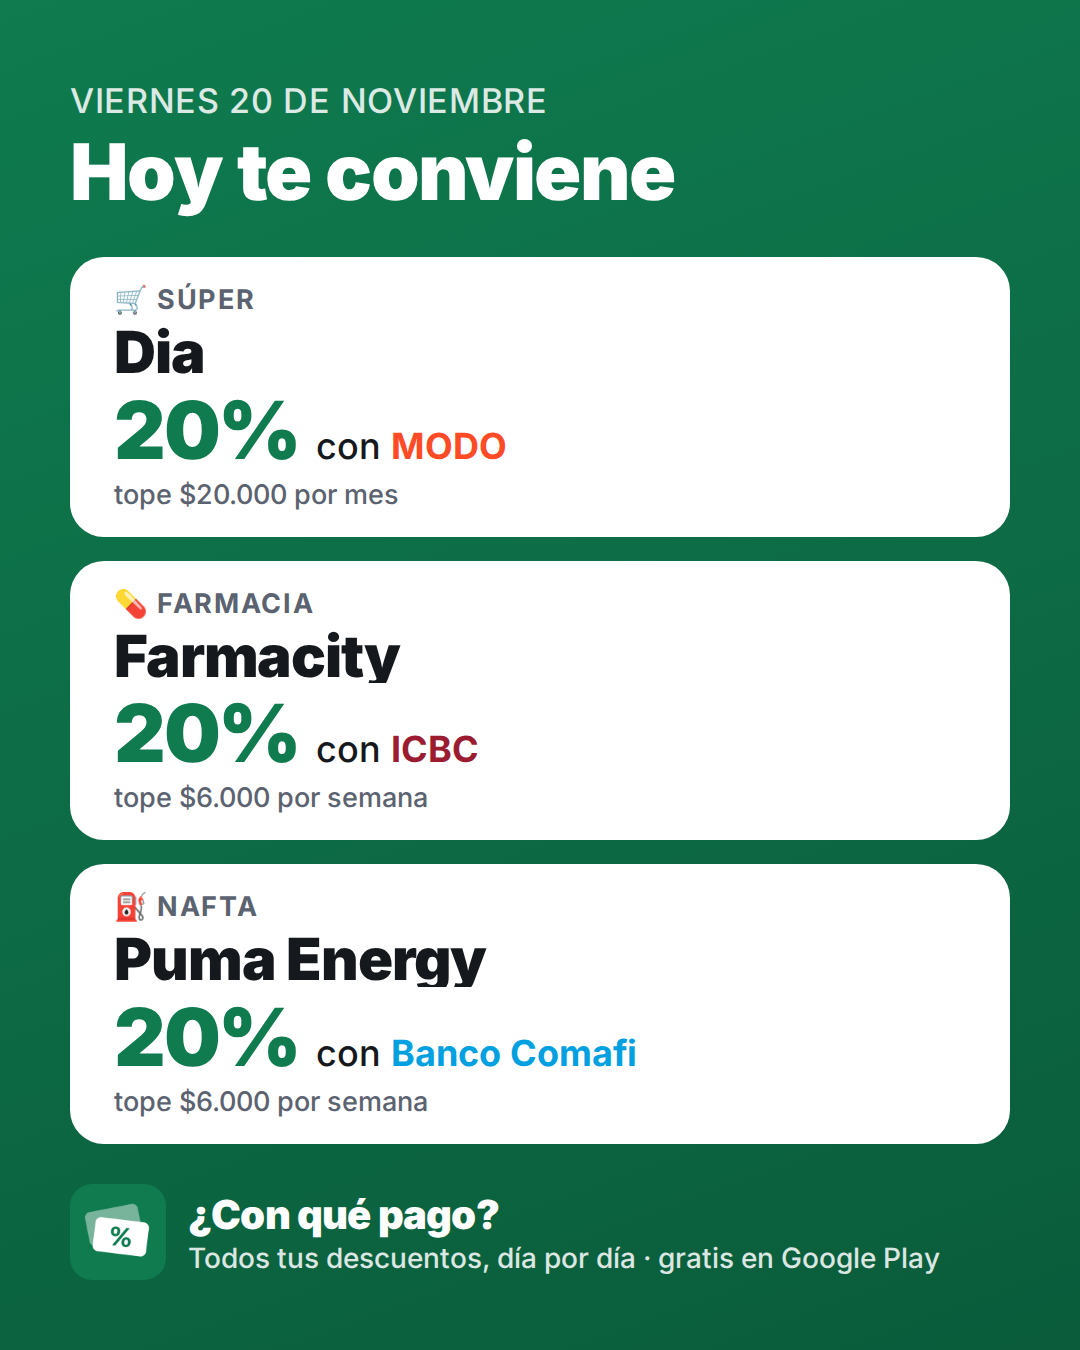 VIERNES 20 DE NOVIEMBRE
Hoy te conviene
🛒 SÚPER
Dia
20% con MODO
tope $20.000 por mes
💊 FARMACIA
Farmacity
20% con ICBC
tope $6.000 por semana
⛽ NAFTA
Puma Energy
20% con Banco Comafi
tope $6.000 por semana
%
¿Con qué pago?
Todos tus descuentos, día por día · gratis en Google Play